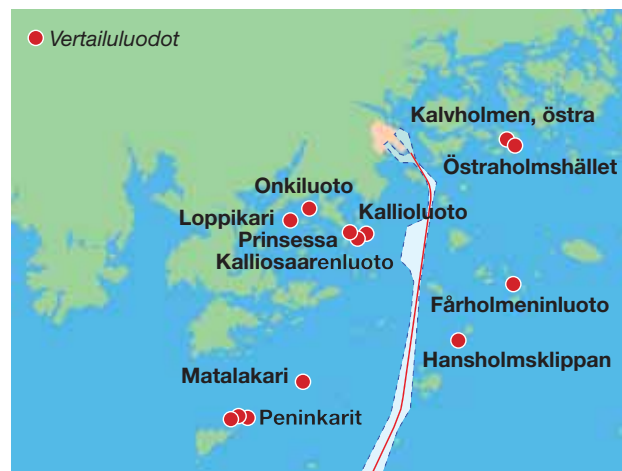 Vertailuluodot
Kalvholmen, östra
Östraholmshället
Onkiluoto
Loppikari
Kallioluoto
Prinsessa
Kalliosaarenluoto
Fårholmeninluoto
Hansholmsklippan
Matalakari
Peninkarit